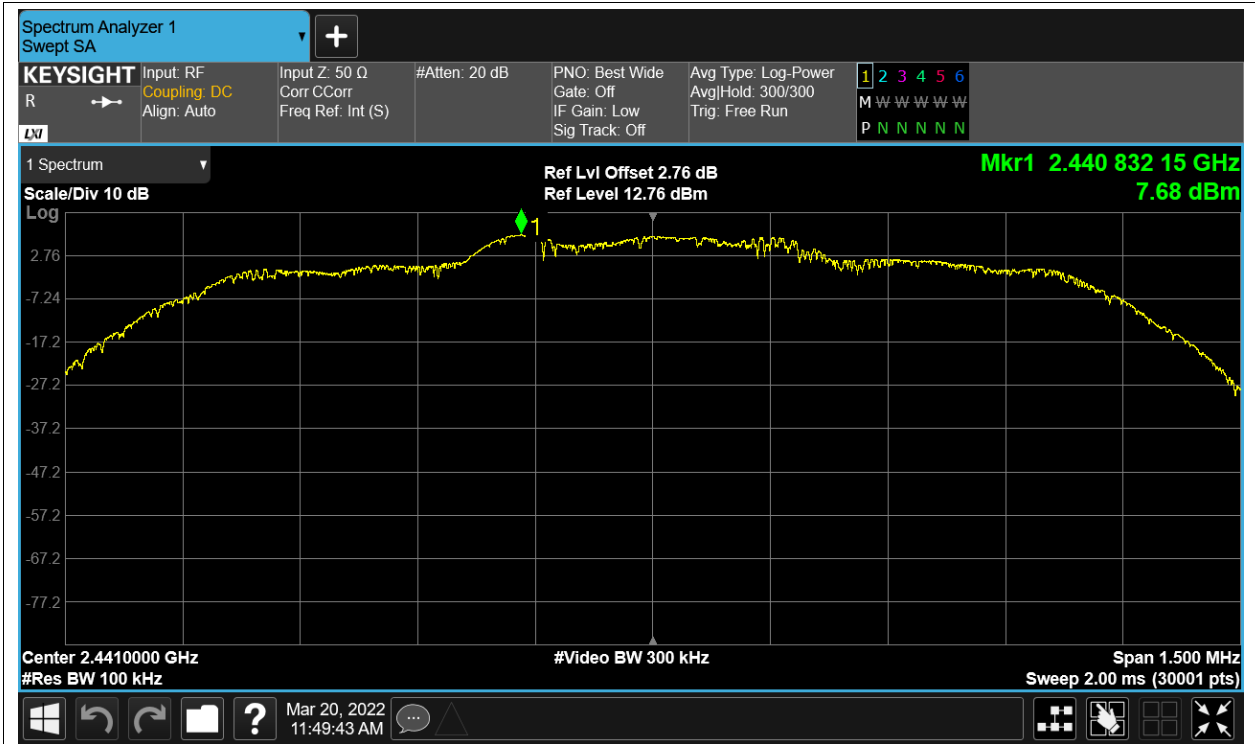 Spectrum Analyzer 1
Swept SA
KEYSIGHT
R
LXI
Input: RF
Coupling: DC
Align: Auto
Input Z: 50 Ω
Corr CCorr
Freq Ref: Int (S)
#Atten: 20 dB
PNO: Best Wide
Gate: Off
IF Gain: Low
Sig Track: Off
Avg Type: Log-Power
Avg|Hold: 300/300
Trig: Free Run
1 2 3 4 5 6
M W W W W W
P N N N N N
1 Spectrum
Scale/Div 10 dB
Log
Ref Lvl Offset 2.76 dB
Ref Level 12.76 dBm
Mkr1 2.440 832 15 GHz
7.68 dBm
1
2.76
-7.24
-17.2
-27.2
-37.2
-47.2
-57.2
-67.2
-77.2
Center 2.4410000 GHz
#Res BW 100 kHz
#Video BW 300 kHz
Span 1.500 MHz
Sweep 2.00 ms (30001 pts)
?
Mar 20, 2022
11:49:43 AM